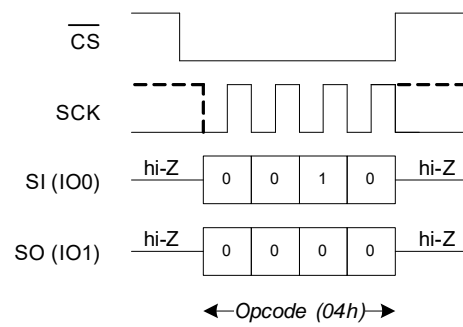 CS
SCK
SI (IO0) hi-Z 0 0 1 0 hi-Z
SO (IO1) hi-Z 0 0 0 0 hi-Z
Opcode (04h)